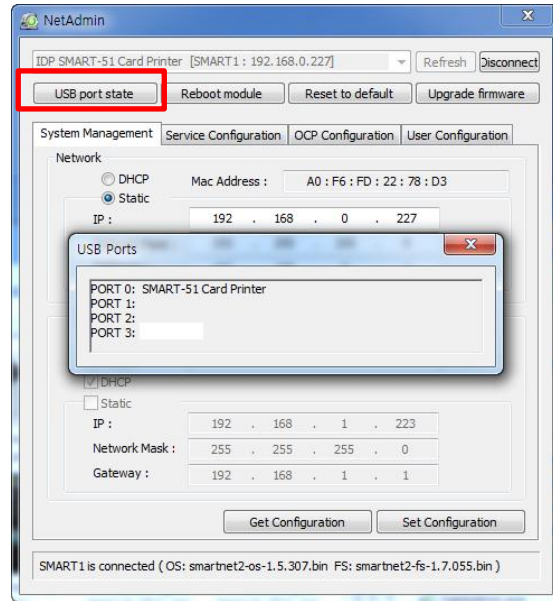 NetAdmin
IDP SMART-51 Card Printer [SMART1 : 192.168.0.227] Refresh Disconnect
USB port state Reboot module Reset to default Upgrade firmware
System Management Service Configuration OCP Configuration User Configuration
Network
DHCP Mac Address : A0 : F6 : FD : 22 : 78 : D3
Static
IP : 192 . 168 . 0 . 227
USB Ports
PORT 0: SMART-51 Card Printer
PORT 1:
PORT 2:
PORT 3:
DHCP
Static
IP : 192 . 168 . 1 . 223
Network Mask : 255 . 255 . 255 . 0
Gateway : 192 . 168 . 1 . 1
Get Configuration Set Configuration
SMART1 is connected ( OS: smartnet2-os-1.5.307.bin FS: smartnet2-fs-1.7.055.bin )